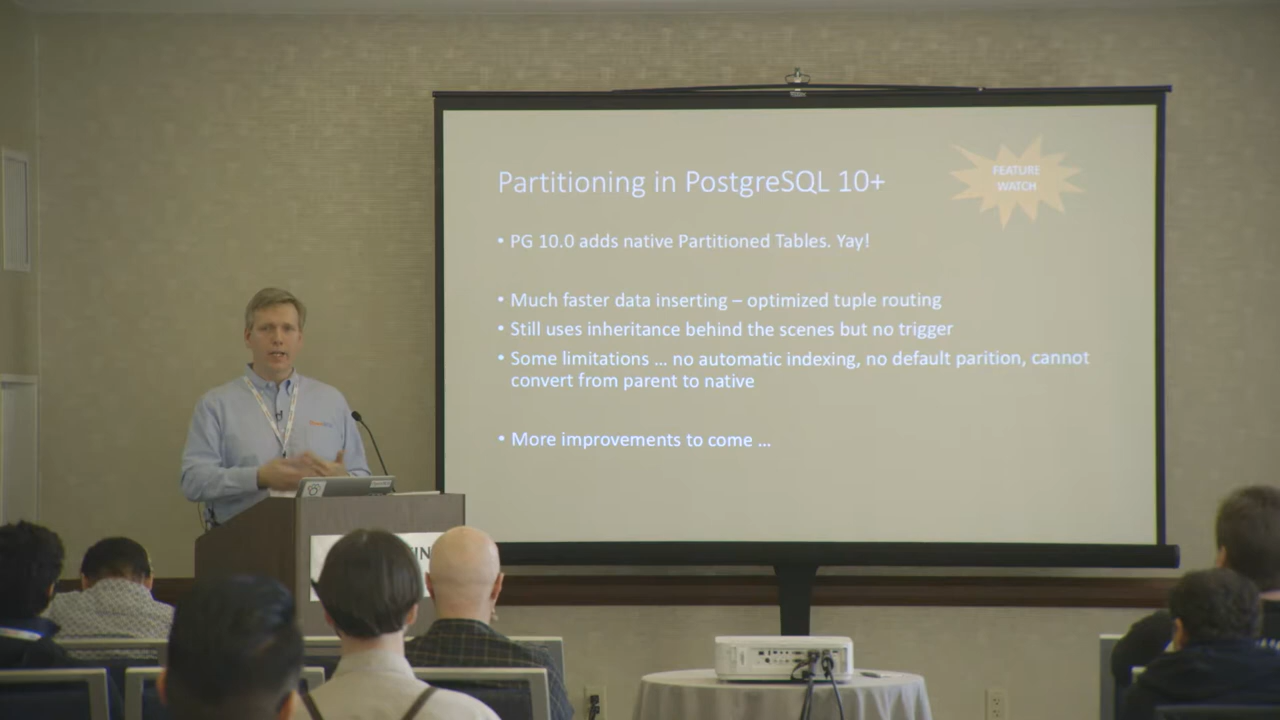 FEATURE
WATCH
Partitioning in PostgreSQL 10+
• PG 10.0 adds native Partitioned Tables. Yay!
• Much faster data inserting – optimized tuple routing
• Still uses inheritance behind the scenes but no trigger
• Some limitations ... no automatic indexing, no default parition, cannot
convert from parent to native
• More improvements to come ...